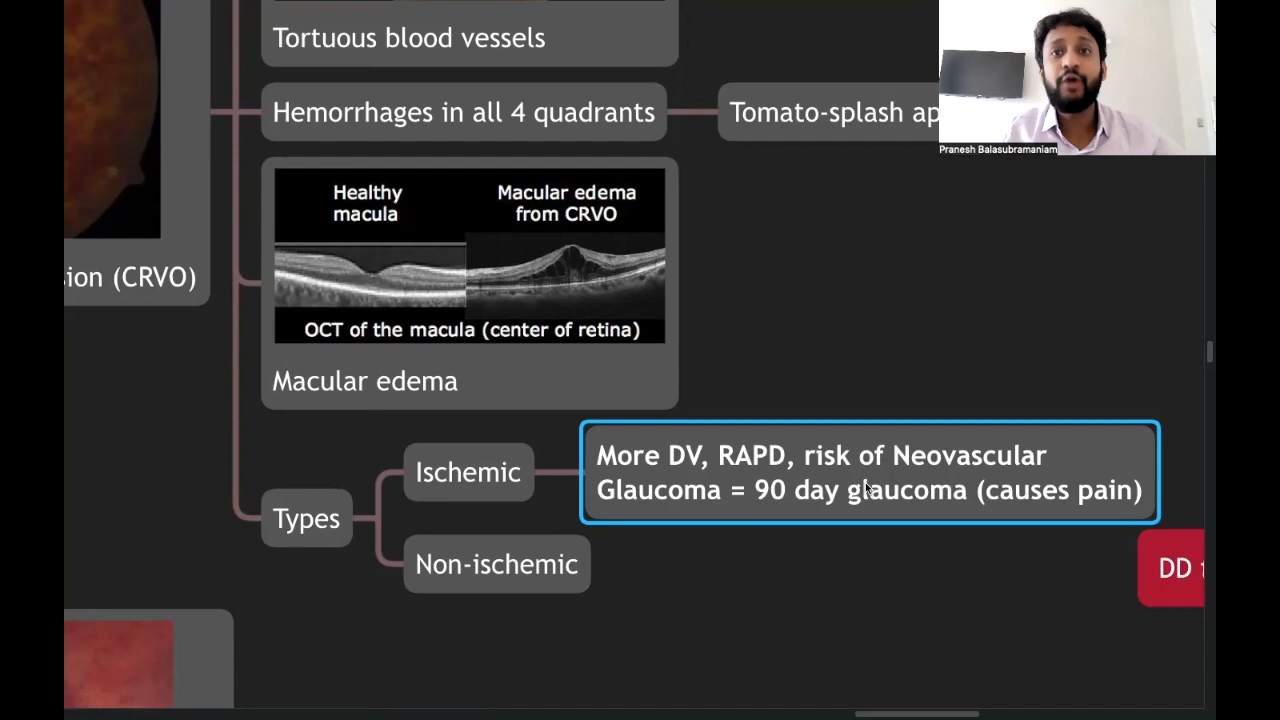 Tortuous blood vessels
Hemorrhages in all 4 quadrants
Tomato-splash ap
Pranesh Balasubramaniam
Healthy
macula
Macular edema
from CRVO
sion (CRVO)
OCT of the macula (center of retina)
Macular edema
More DV, RAPD, risk of Neovascular
Glaucoma = 90 day glaucoma (causes pain)
Ischemic
Types
Non-ischemic
DD